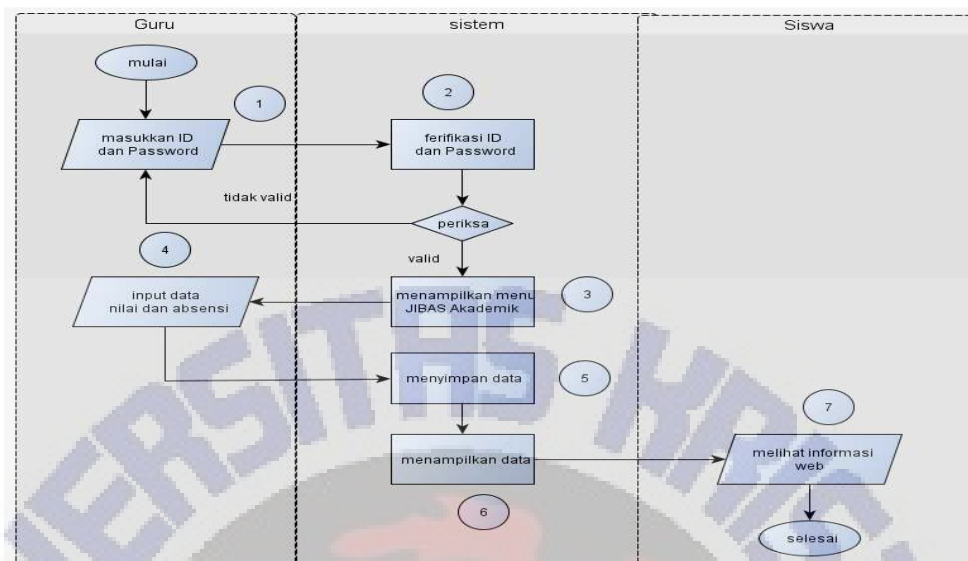 Guru
sistem
Siswa
mulai
1
2
masukkan ID
dan Password
ferifikasi ID
dan Password
tidak valid
periksa
4
valid
input data
nilai dan absensi
menampilkan menu
JIBAS Akademik
3
menyimpan data
5
7
menampilkan data
melihat informasi
web
6
selesai